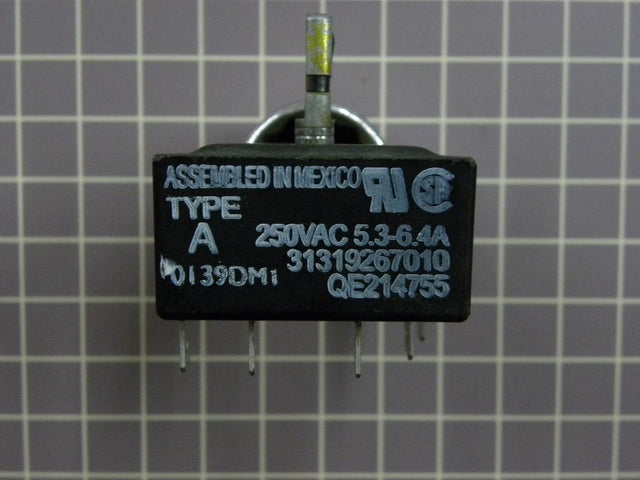 ASSEMBLED IN MEXICO
TYPE
A
250VAC 5.3-6.4A
31319267010
0139DM1
QE214755